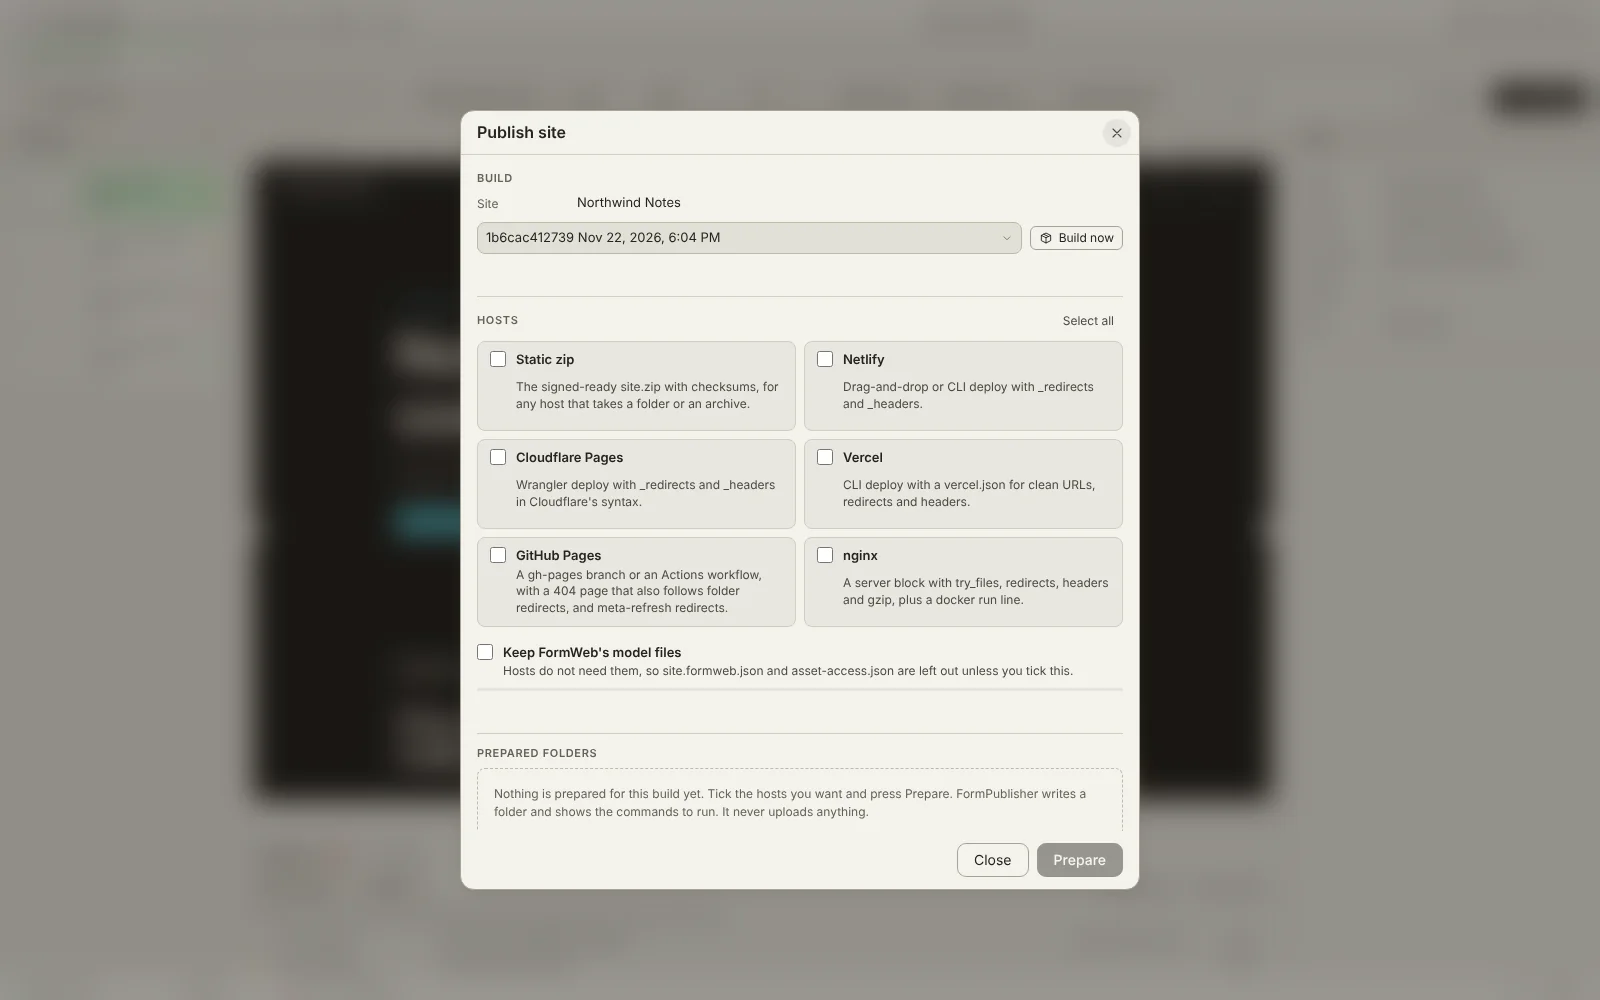 Publish site
BUILD
Site Northwind Notes
1b6cac412739 Nov 22, 2026, 6:04 PM
Build now
HOSTS
Select all
Static zip
The signed-ready site.zip with checksums, for
any host that takes a folder or an archive.
Netlify
Drag-and-drop or CLI deploy with _redirects
and _headers.
Cloudflare Pages
Wrangler deploy with _redirects and _headers
in Cloudflare's syntax.
Vercel
CLI deploy with a vercel.json for clean URLs,
redirects and headers.
GitHub Pages
A gh-pages branch or an Actions workflow,
with a 404 page that also follows folder
redirects, and meta-refresh redirects.
nginx
A server block with try_files, redirects, headers
and gzip, plus a docker run line.
Keep FormWeb's model files
Hosts do not need them, so site.formweb.json and asset-access.json are left out unless you tick this.
PREPARED FOLDERS
Nothing is prepared for this build yet. Tick the hosts you want and press Prepare. FormPublisher writes a
folder and shows the commands to run. It never uploads anything.
Close
Prepare